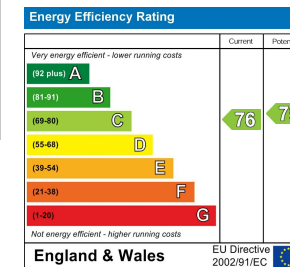 Energy Efficiency Rating
Current
Very energy efficient - lower running costs
(92 plus) A
(81-91) B
(69-80) C 76
(55-68) D
(39-54) E
(21-38) F
(1-20) G
Not energy efficient - higher running costs
England & Wales
EU Directive
2002/91/EC